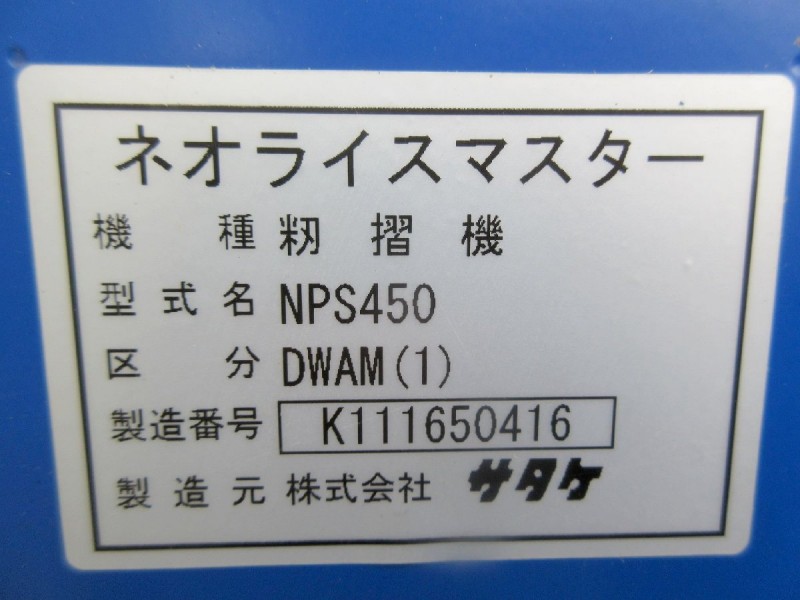 ネオライスマスター
機種 籾摺機
型式名 NPS450
区分 DWAM(1)
製造番号 K111650416
製造元 株式会社 サタケ